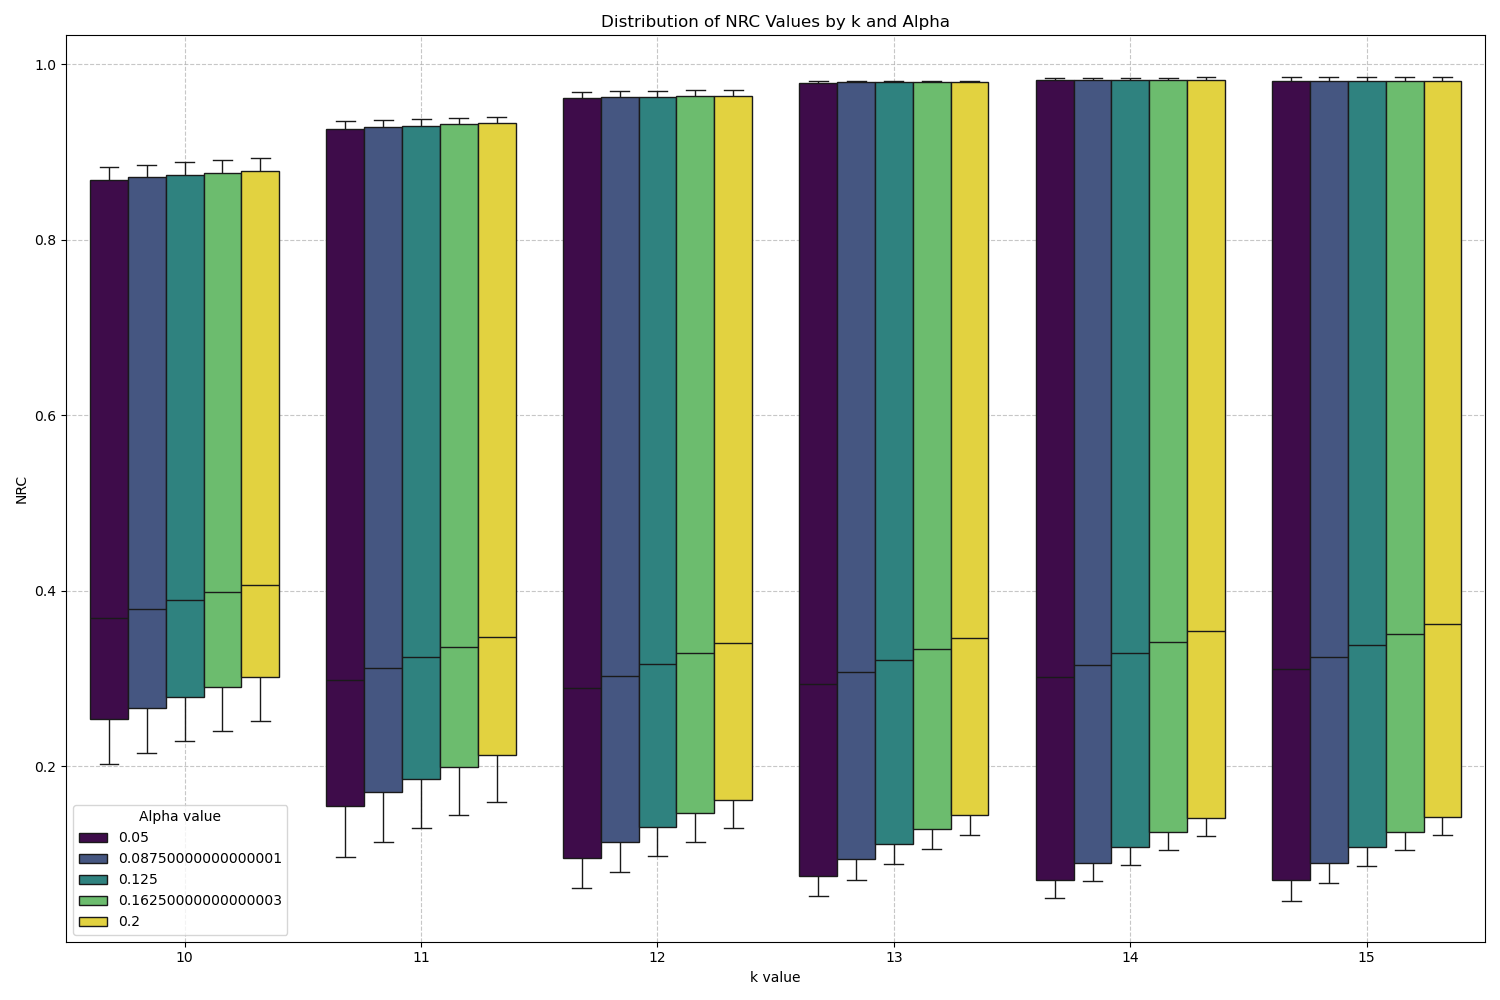 Distribution of NRC Values by k and Alpha
1.0
0.8
0.6
0.4
0.2
NRC
Alpha value
0.05
0.08750000000000001
0.125
0.16250000000000003
0.2
10 11 12 13 14 15
k value